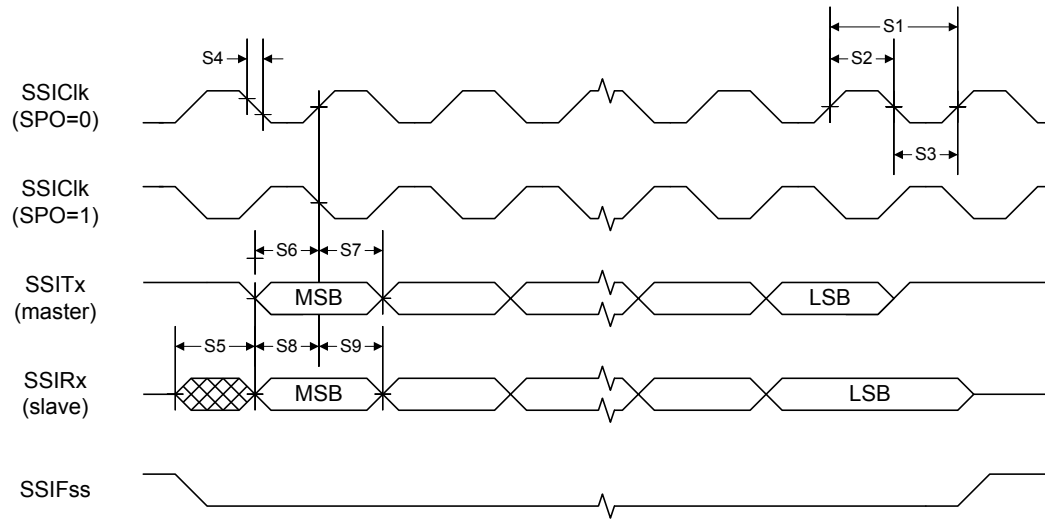 S1
S4
S2
SSIClk
(SPO=0)
S3
SSIClk
(SPO=1)
S6
S7
SSITx
(master)
MSB
LSB
S5
S8
S9
SSIRx
(slave)
MSB
LSB
SSIFss